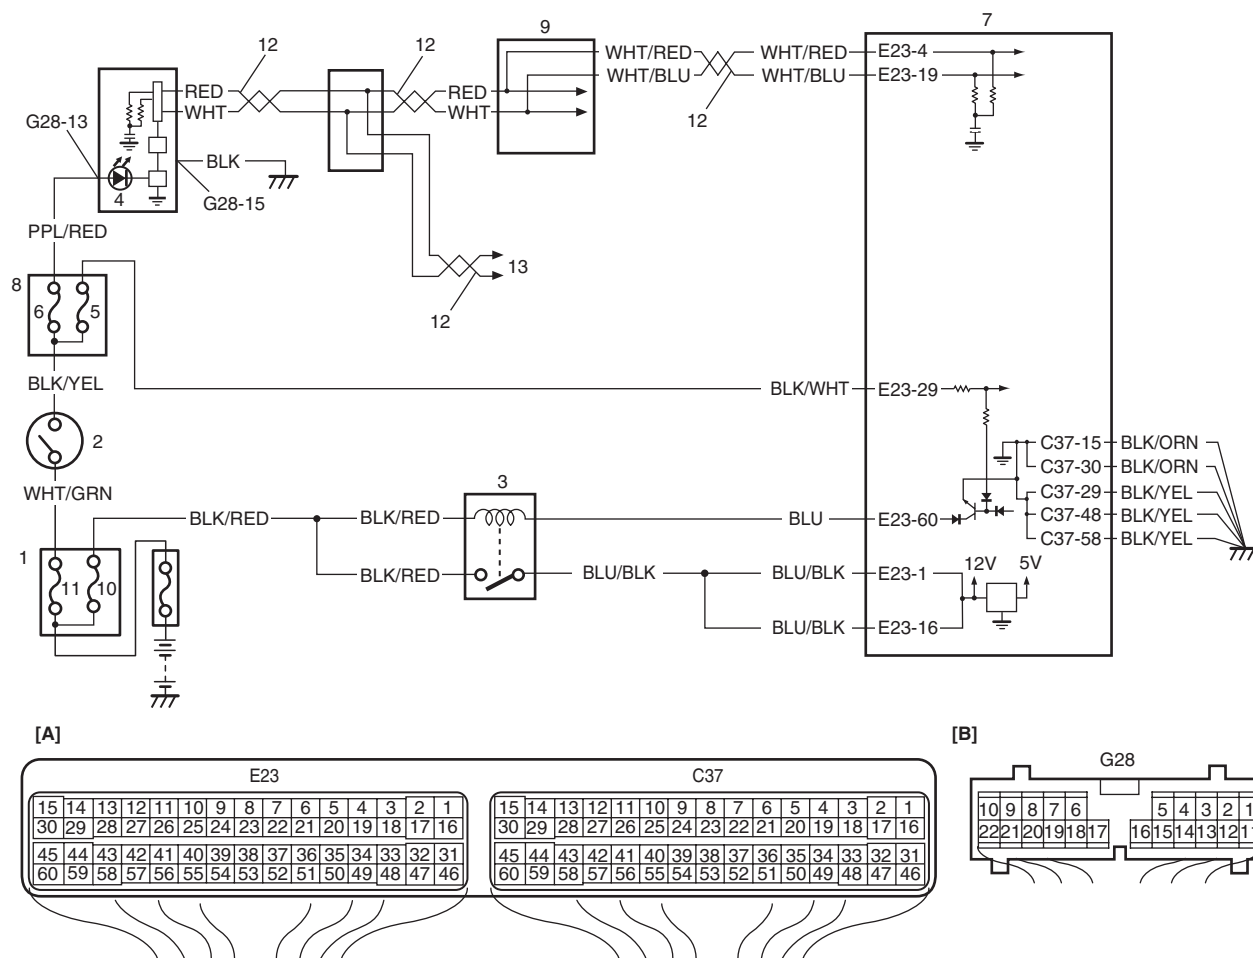 7
9
12
12
WHT/RED
WHT/RED
E23-4
WHT/BLU
WHT/BLU
E23-19
RED
RED
WHT
WHT
12
G28-13
BLK
4
G28-15
PPL/RED
13
8
6
5
12
BLK/YEL
BLK/WHT
E23-29
2
C37-15
BLK/ORN
C37-30
BLK/ORN
WHT/GRN
3
C37-29
BLK/YEL
BLK/RED
BLK/RED
BLU
E23-60
C37-48
BLK/YEL
C37-58
BLK/YEL
1
12V
5V
11
10
BLK/RED
BLU/BLK
BLU/BLK
E23-1
BLU/BLK
E23-16
[A]
[B]
E23
C37
G28
15 14 13 12 11 10 9 8 7 6 5 4 3 2 1
30 29 28 27 26 25 24 23 22 21 20 19 18 17 16
45 44 43 42 41 40 39 38 37 36 35 34 33 32 31
60 59 58 57 56 55 54 53 52 51 50 49 48 47 46
15 14 13 12 11 10 9 8 7 6 5 4 3 2 1
30 29 28 27 26 25 24 23 22 21 20 19 18 17 16
45 44 43 42 41 40 39 38 37 36 35 34 33 32 31
60 59 58 57 56 55 54 53 52 51 50 49 48 47 46
10 9 8 7 6 5 4 3 2 1
22 21 20 19 18 17 16 15 14 13 12 11